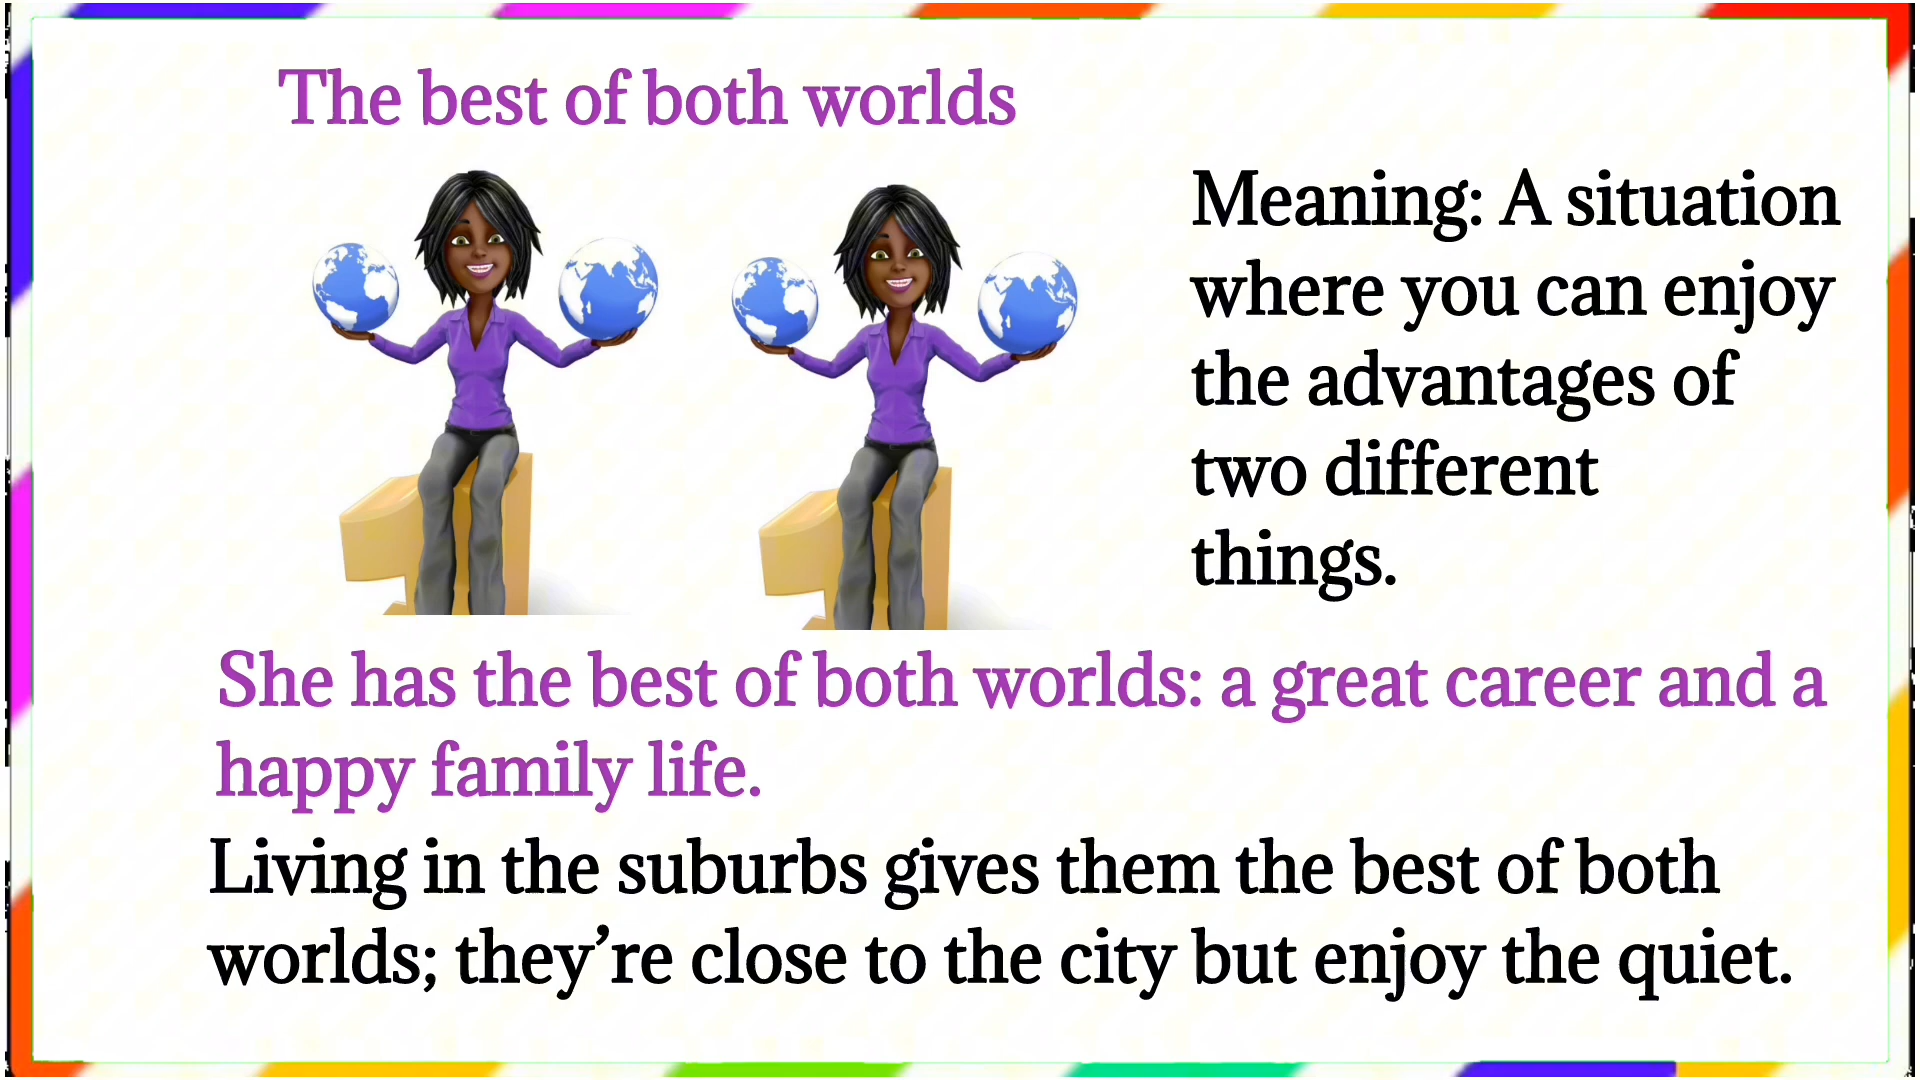 The best of both worlds
Meaning: A situation
where you can enjoy
the advantages of
two different
things.
She has the best of both worlds: a great career and a
happy family life.
Living in the suburbs gives them the best of both
worlds; they’re close to the city but enjoy the quiet.